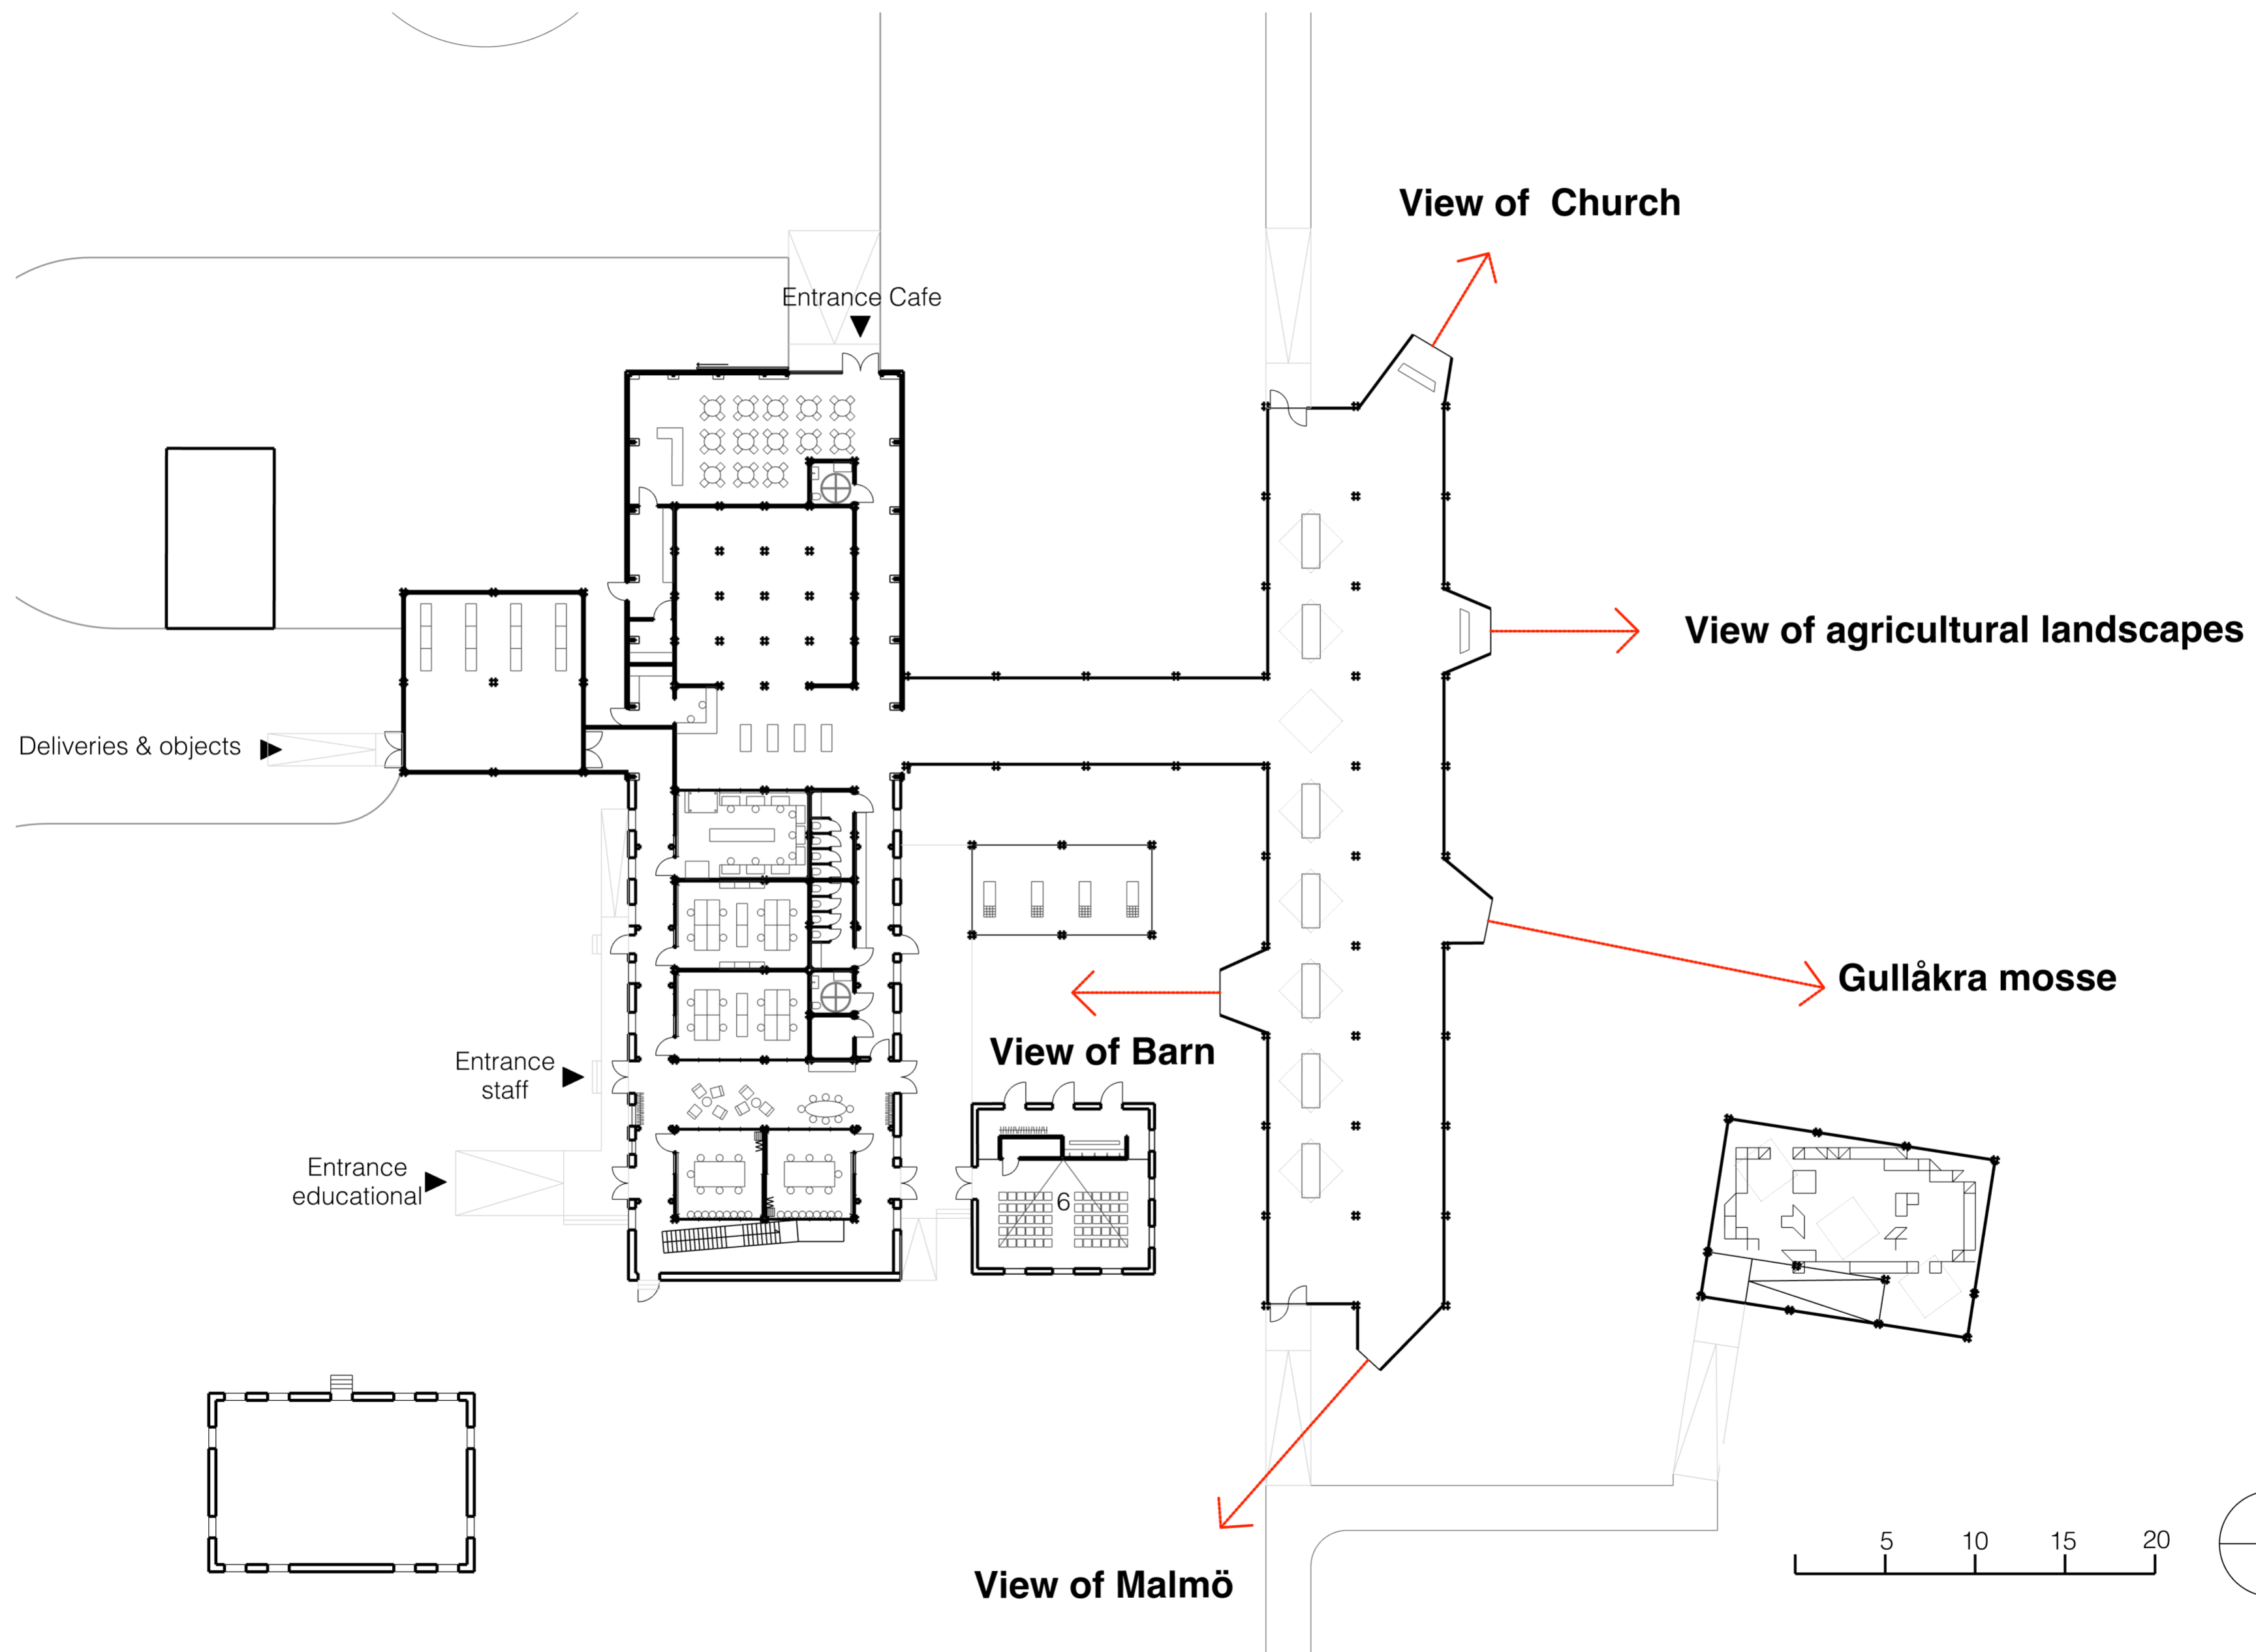 View of  Church
Entrance Cafe
View of agricultural landscapes
Deliveries & objects
Gullåkra mosse
View of Barn
Entrance
staff
Entrance
educational
6
5 10 15 20
View of Malmö